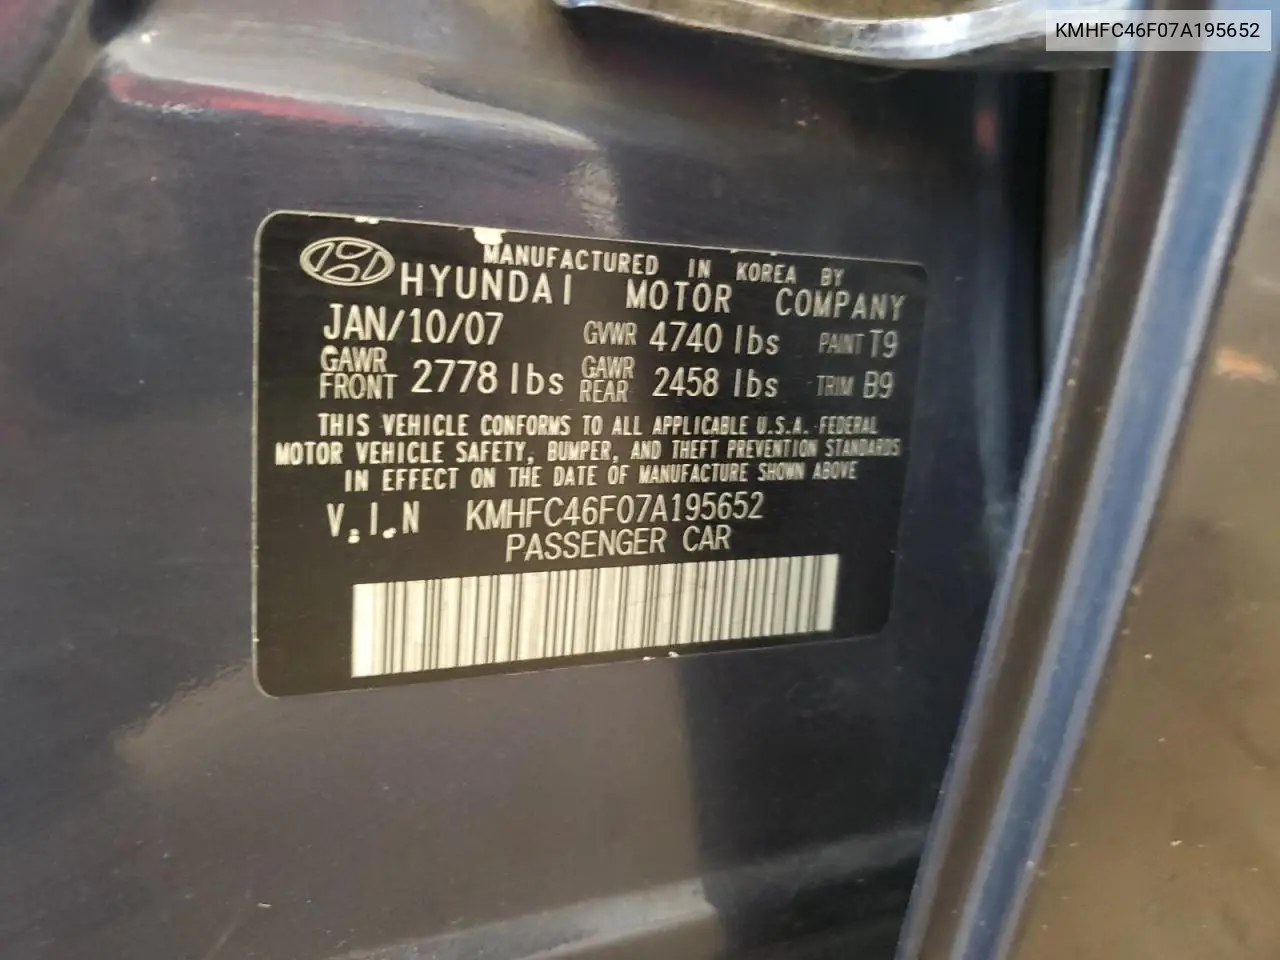 KMHFC46F07A195652
MANUFACTURED IN KOREA BY
HYUNDAI MOTOR COMPANY
JAN/10/07 GVWR 4740 lbs PAINT T9
GAWR FRONT 2778 lbs GAWR REAR 2458 lbs TRIM B9
THIS VEHICLE CONFORMS TO ALL APPLICABLE U.S.A. FEDERAL
MOTOR VEHICLE SAFETY, BUMPER, AND THEFT PREVENTION STANDARDS
IN EFFECT ON THE DATE OF MANUFACTURE SHOWN ABOVE
V.I.N KMHFC46F07A195652
PASSENGER CAR